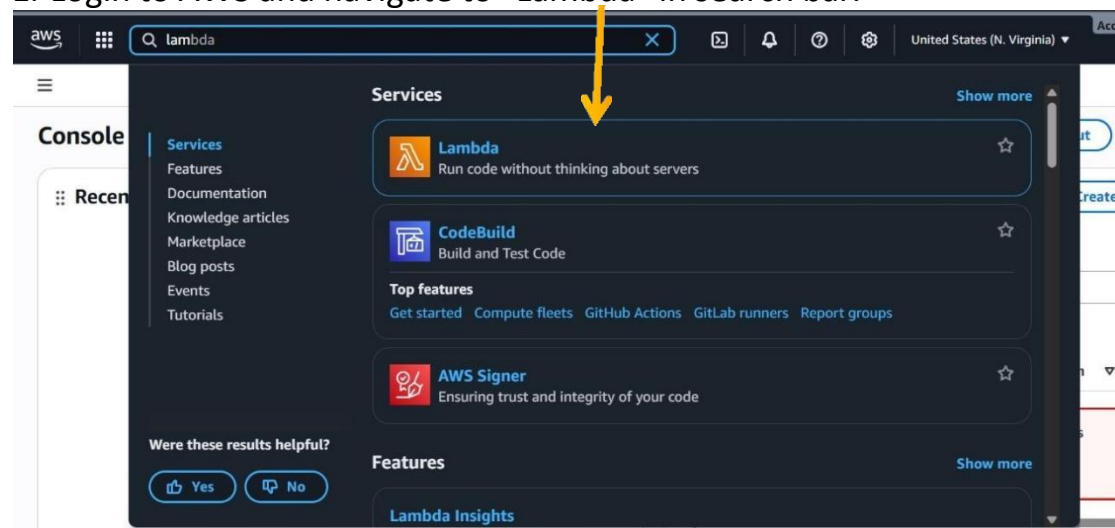 aws
lambda
United States (N. Virginia)
Acc
Console
Recen
Services
Features
Documentation
Knowledge articles
Marketplace
Blog posts
Events
Tutorials
Were these results helpful?
Yes
No
Services
Show more
Lambda
Run code without thinking about servers
CodeBuild
Build and Test Code
Top features
Get started Compute fleets GitHub Actions GitLab runners Report groups
AWS Signer
Ensuring trust and integrity of your code
Features
Show more
Lambda Insights